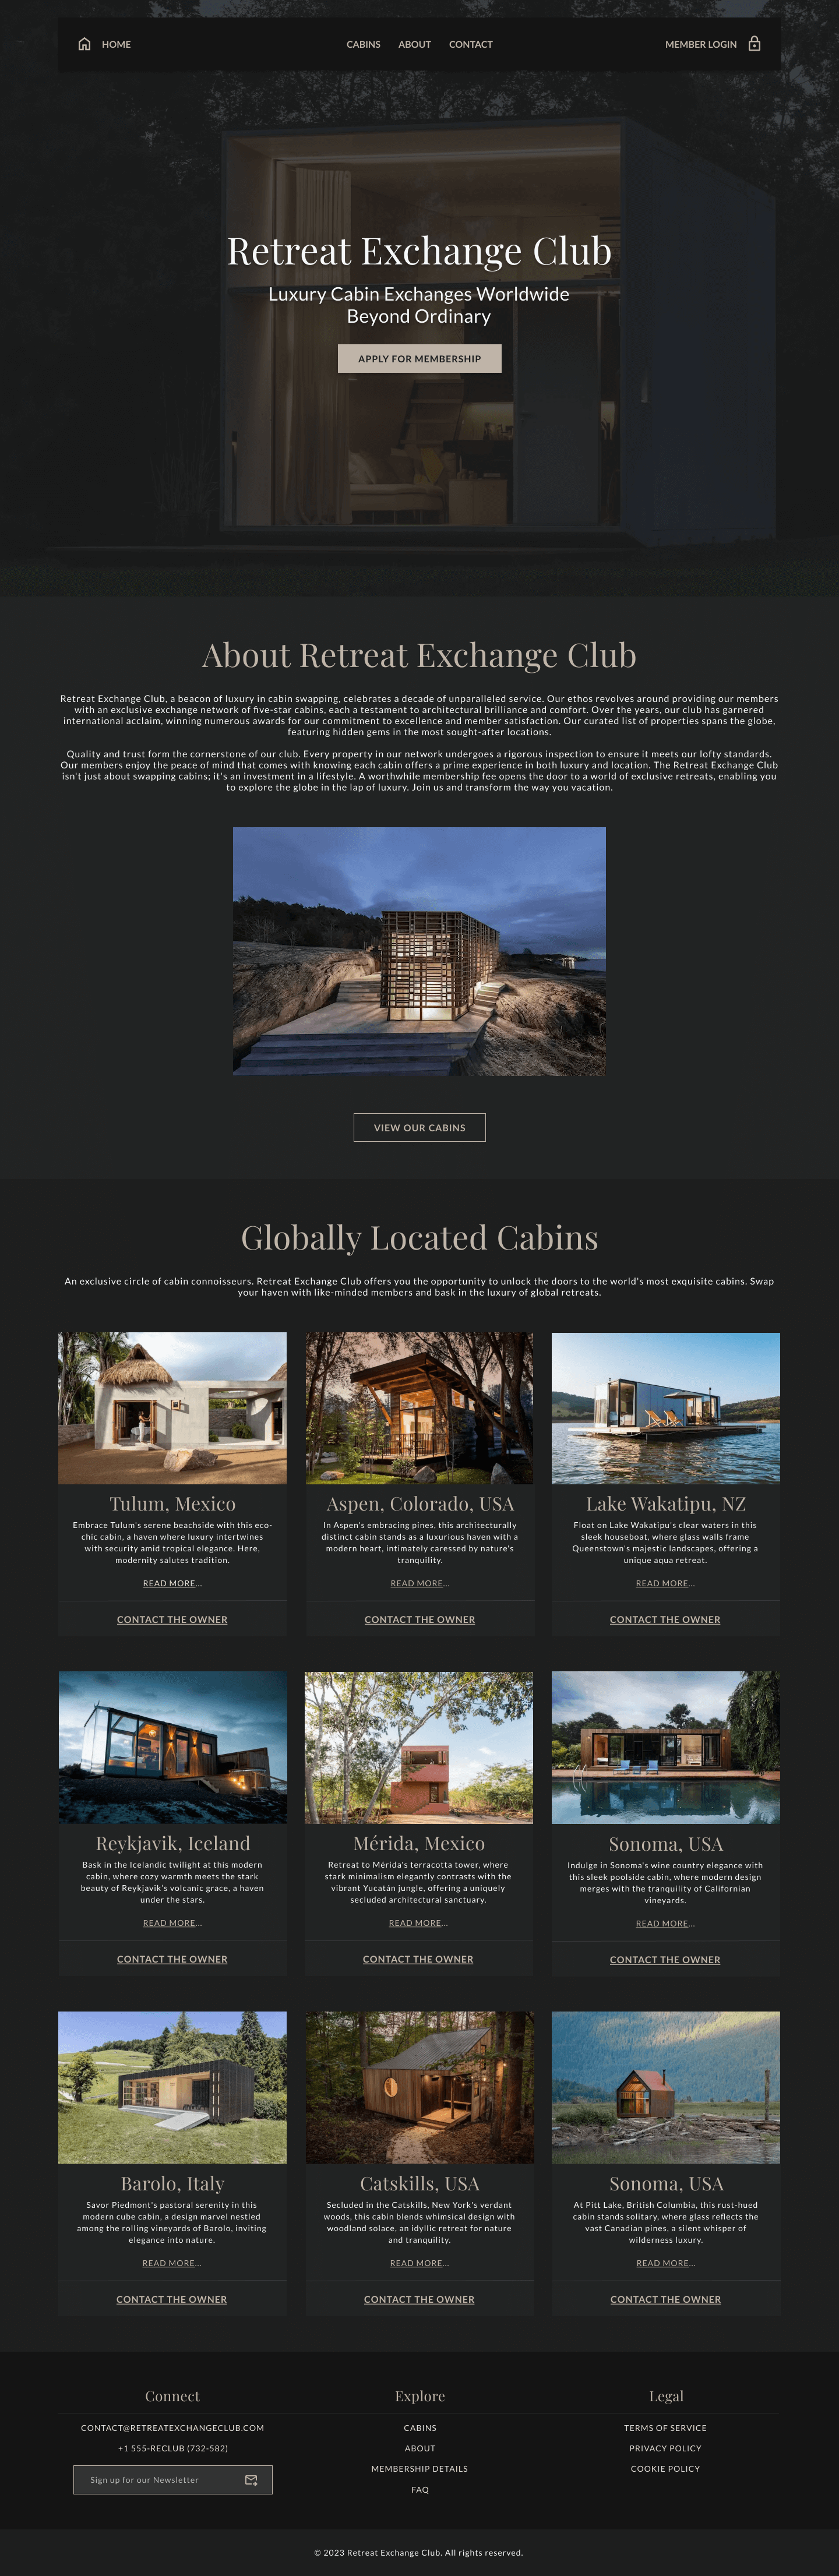 HOME
CABINS
ABOUT
CONTACT
MEMBER LOGIN
Retreat Exchange Club
Luxury Cabin Exchanges Worldwide
Beyond Ordinary
APPLY FOR MEMBERSHIP
About Retreat Exchange Club
Retreat Exchange Club, a beacon of luxury in cabin swapping, celebrates a decade of unparalleled service. Our ethos revolves around providing our members
with an exclusive exchange network of five-star cabins, each a testament to architectural brilliance and comfort. Over the years, our club has garnered
international acclaim, winning numerous awards for our commitment to excellence and member satisfaction. Our curated list of properties spans the globe,
featuring hidden gems in the most sought-after locations.
Quality and trust form the cornerstone of our club. Every property in our network undergoes a rigorous inspection to ensure it meets our lofty standards.
Our members enjoy the peace of mind that comes with knowing each cabin offers a prime experience in both luxury and location. The Retreat Exchange Club
isn't just about swapping cabins; it's an investment in a lifestyle. A worthwhile membership fee opens the door to a world of exclusive retreats, enabling you
to explore the globe in the lap of luxury. Join us and transform the way you vacation.
VIEW OUR CABINS
Globally Located Cabins
An exclusive circle of cabin connoisseurs. Retreat Exchange Club offers you the opportunity to unlock the doors to the world's most exquisite cabins. Swap
your haven with like-minded members and bask in the luxury of global retreats.
Tulum, Mexico
Embrace Tulum's serene beachside with this eco-
chic cabin, a haven where luxury intertwines
with security amid tropical elegance. Here,
modernity salutes tradition.
READ MORE...
CONTACT THE OWNER
Aspen, Colorado, USA
In Aspen's embracing pines, this architecturally
distinct cabin stands as a luxurious haven with a
modern heart, intimately caressed by nature's
tranquility.
READ MORE...
CONTACT THE OWNER
Lake Wakatipu, NZ
Float on Lake Wakatipu's clear waters in this
sleek houseboat, where glass walls frame
Queenstown's majestic landscapes, offering a
unique aqua retreat.
READ MORE...
CONTACT THE OWNER
Reykjavik, Iceland
Bask in the Icelandic twilight at this modern
cabin, where cozy warmth meets the stark
beauty of Reykjavik's volcanic grace, a haven
under the stars.
READ MORE...
CONTACT THE OWNER
Mérida, Mexico
Retreat to Mérida's terracotta tower, where
stark minimalism elegantly contrasts with the
vibrant Yucatán jungle, offering a uniquely
secluded architectural sanctuary.
READ MORE...
CONTACT THE OWNER
Sonoma, USA
Indulge in Sonoma's wine country elegance with
this sleek poolside cabin, where modern design
merges with the tranquility of Californian
vineyards.
READ MORE...
CONTACT THE OWNER
Barolo, Italy
Savor Piedmont's pastoral serenity in this
modern cube cabin, a design marvel nestled
among the rolling vineyards of Barolo, inviting
elegance into nature.
READ MORE...
CONTACT THE OWNER
Catskills, USA
Secluded in the Catskills, New York's verdant
woods, this cabin blends whimsical design with
woodland solace, an idyllic retreat for nature
and tranquility.
READ MORE...
CONTACT THE OWNER
Sonoma, USA
At Pitt Lake, British Columbia, this rust-hued
cabin stands solitary, where glass reflects the
vast Canadian pines, a silent whisper of
wilderness luxury.
READ MORE...
CONTACT THE OWNER
Connect
CONTACT@RETREATEXCHANGECLUB.COM
+1 555-RECLUB (732-582)
Sign up for our Newsletter
Explore
CABINS
ABOUT
MEMBERSHIP DETAILS
FAQ
Legal
TERMS OF SERVICE
PRIVACY POLICY
COOKIE POLICY
© 2023 Retreat Exchange Club. All rights reserved.